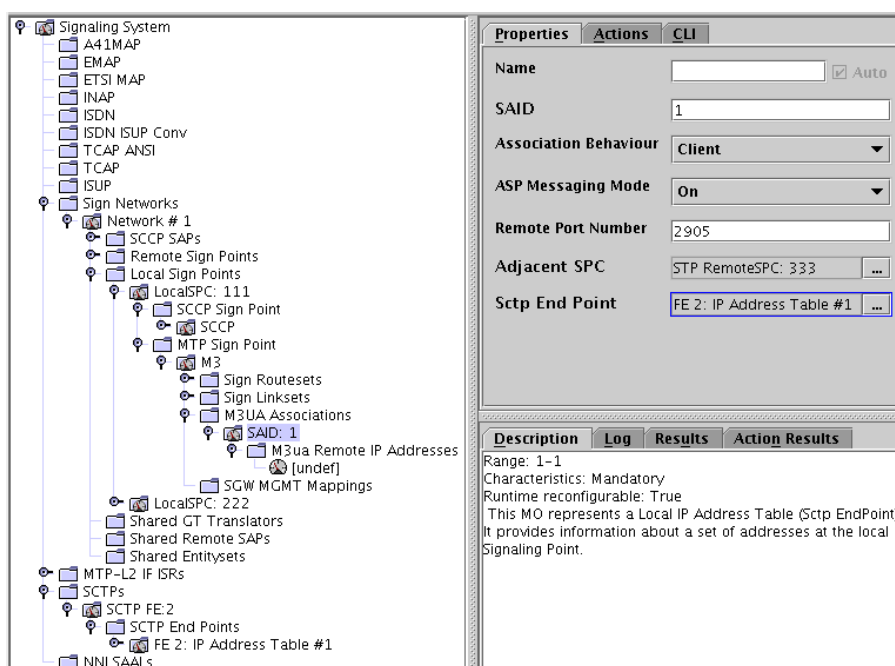 Signaling System
A41MAP
EMAP
ETSI MAP
INAP
ISDN
ISDN ISUP Conv
TCAP ANSI
TCAP
ISUP
Sign Networks
Network # 1
SCCP SAPs
Remote Sign Points
Local Sign Points
LocalSPC: 111
SCCP Sign Point
SCCP
MTP Sign Point
M3
Sign Routesets
Sign Linksets
M3UA Associations
SAID: 1
M3ua Remote IP Addresses
[undef]
SGW MGMT Mappings
LocalSPC: 222
Shared GT Translators
Shared Remote SAPs
Shared Entitysets
MTP-L2 IF ISRs
SCTPs
SCTP FE:2
SCTP End Points
FE 2: IP Address Table #1
NNI SAALs
Properties Actions CLI
Name Auto
SAID 1
Association Behaviour Client
ASP Messaging Mode On
Remote Port Number 2905
Adjacent SPC STP RemoteSPC: 333 ...
Sctp End Point FE 2: IP Address Table #1 ...
Description Log Results Action Results
Range: 1-1
Characteristics: Mandatory
Runtime reconfigurable: True
This MO represents a Local IP Address Table (Sctp EndPoint
It provides information about a set of addresses at the local
Signaling Point.